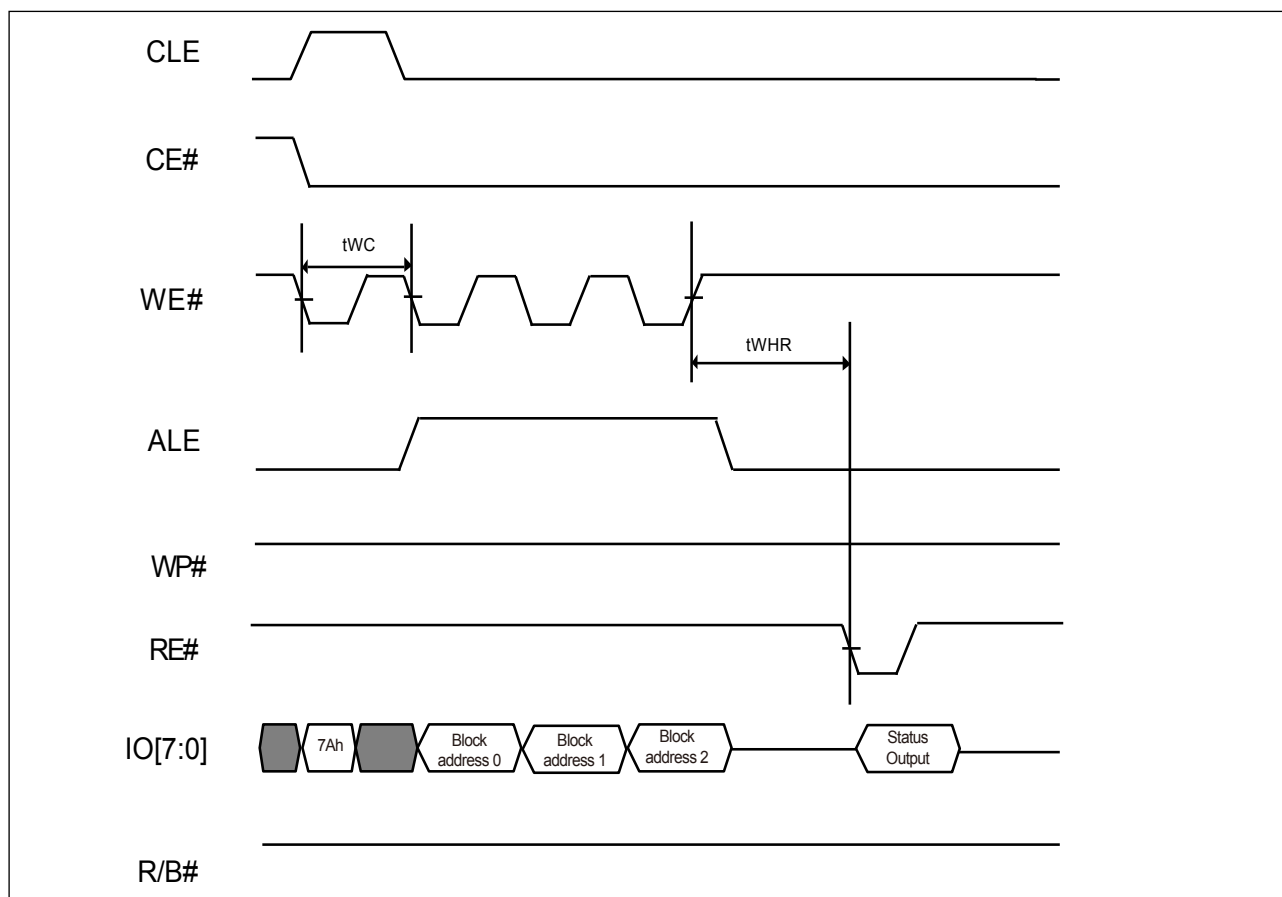 CLE
CE#
tWC
WE#
tWHR
ALE
WP#
RE#
IO[7:0]
7Ah
Block
address 0
Block
address 1
Block
address 2
Status
Output
R/B#